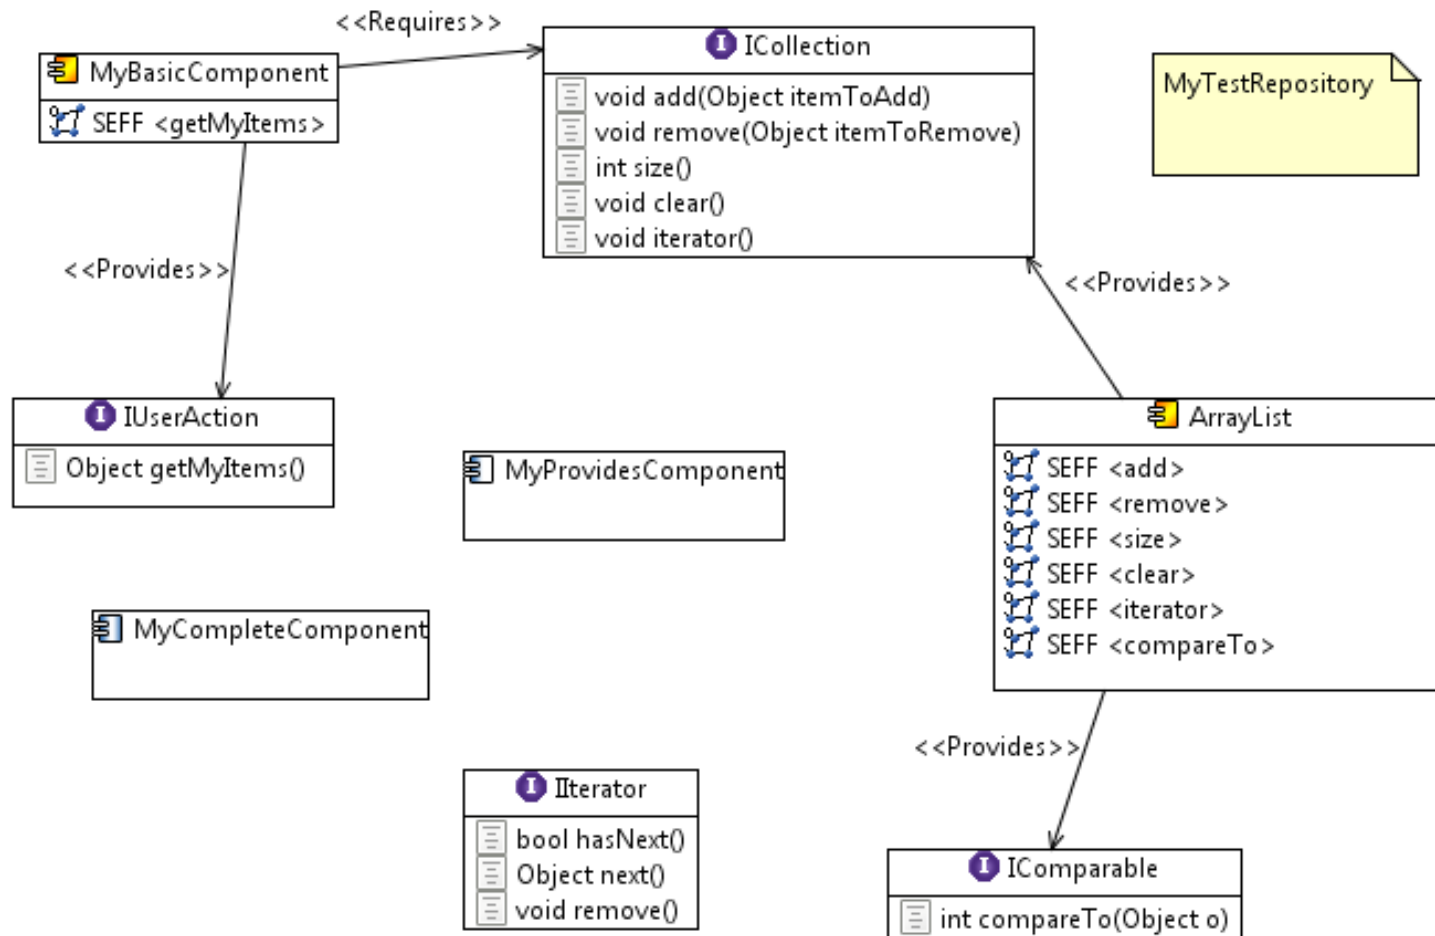 <<Requires>>
MyBasicComponent
SEFF <getMyItems>
I ICollection
void add(Object itemToAdd)
void remove(Object itemToRemove)
int size()
void clear()
void iterator()
MyTestRepository
<<Provides>>
<<Provides>>
I IUserAction
Object getMyItems()
MyProvidesComponent
ArrayList
SEFF <add>
SEFF <remove>
SEFF <size>
SEFF <clear>
SEFF <iterator>
SEFF <compareTo>
MyCompleteComponent
<<Provides>>
I IIterator
bool hasNext()
Object next()
void remove()
I IComparable
int compareTo(Object o)